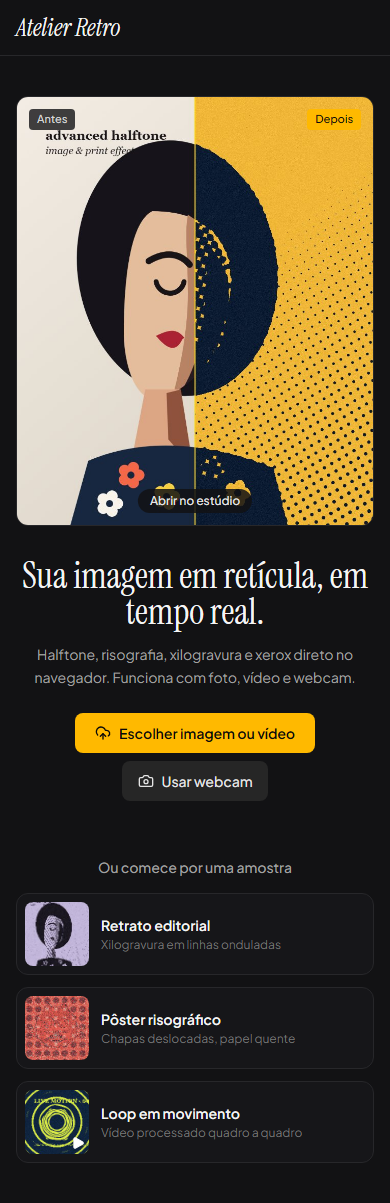 Atelier Retro
Antes
Depois
advanced halftone
image & print effect
Abrir no estúdio
Sua imagem em retícula, em
tempo real.
Halftone, risografia, xilogravura e xerox direto no
navegador. Funciona com foto, vídeo e webcam.
Escolher imagem ou vídeo
Usar webcam
Ou comece por uma amostra
Retrato editorial
Xilogravura em linhas onduladas
Pôster risográfico
Chapas deslocadas, papel quente
LIVE MOTION
Loop em movimento
Vídeo processado quadro a quadro